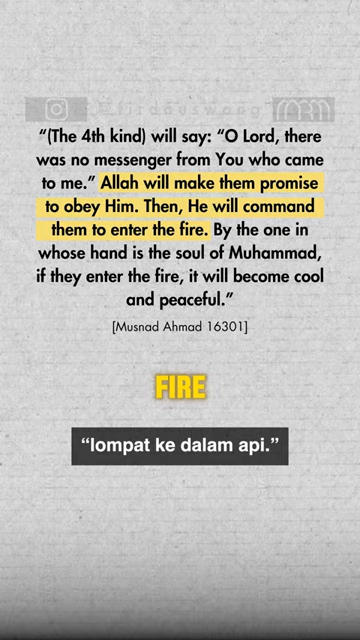 @firdauswong
“(The 4th kind) will say: “O Lord, there
was no messenger from You who came
to me.” Allah will make them promise
to obey Him. Then, He will command
them to enter the fire. By the one in
whose hand is the soul of Muhammad,
if they enter the fire, it will become cool
and peaceful.”
[Musnad Ahmad 16301]
FIRE
“lompat ke dalam api.”